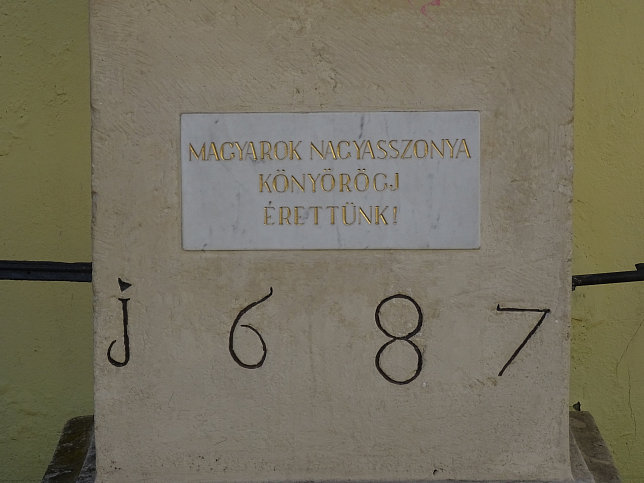 MAGYAROK NAGYASSZONYA
KÖNYÖRÖGJ
ÉRETTÜNK!
j687